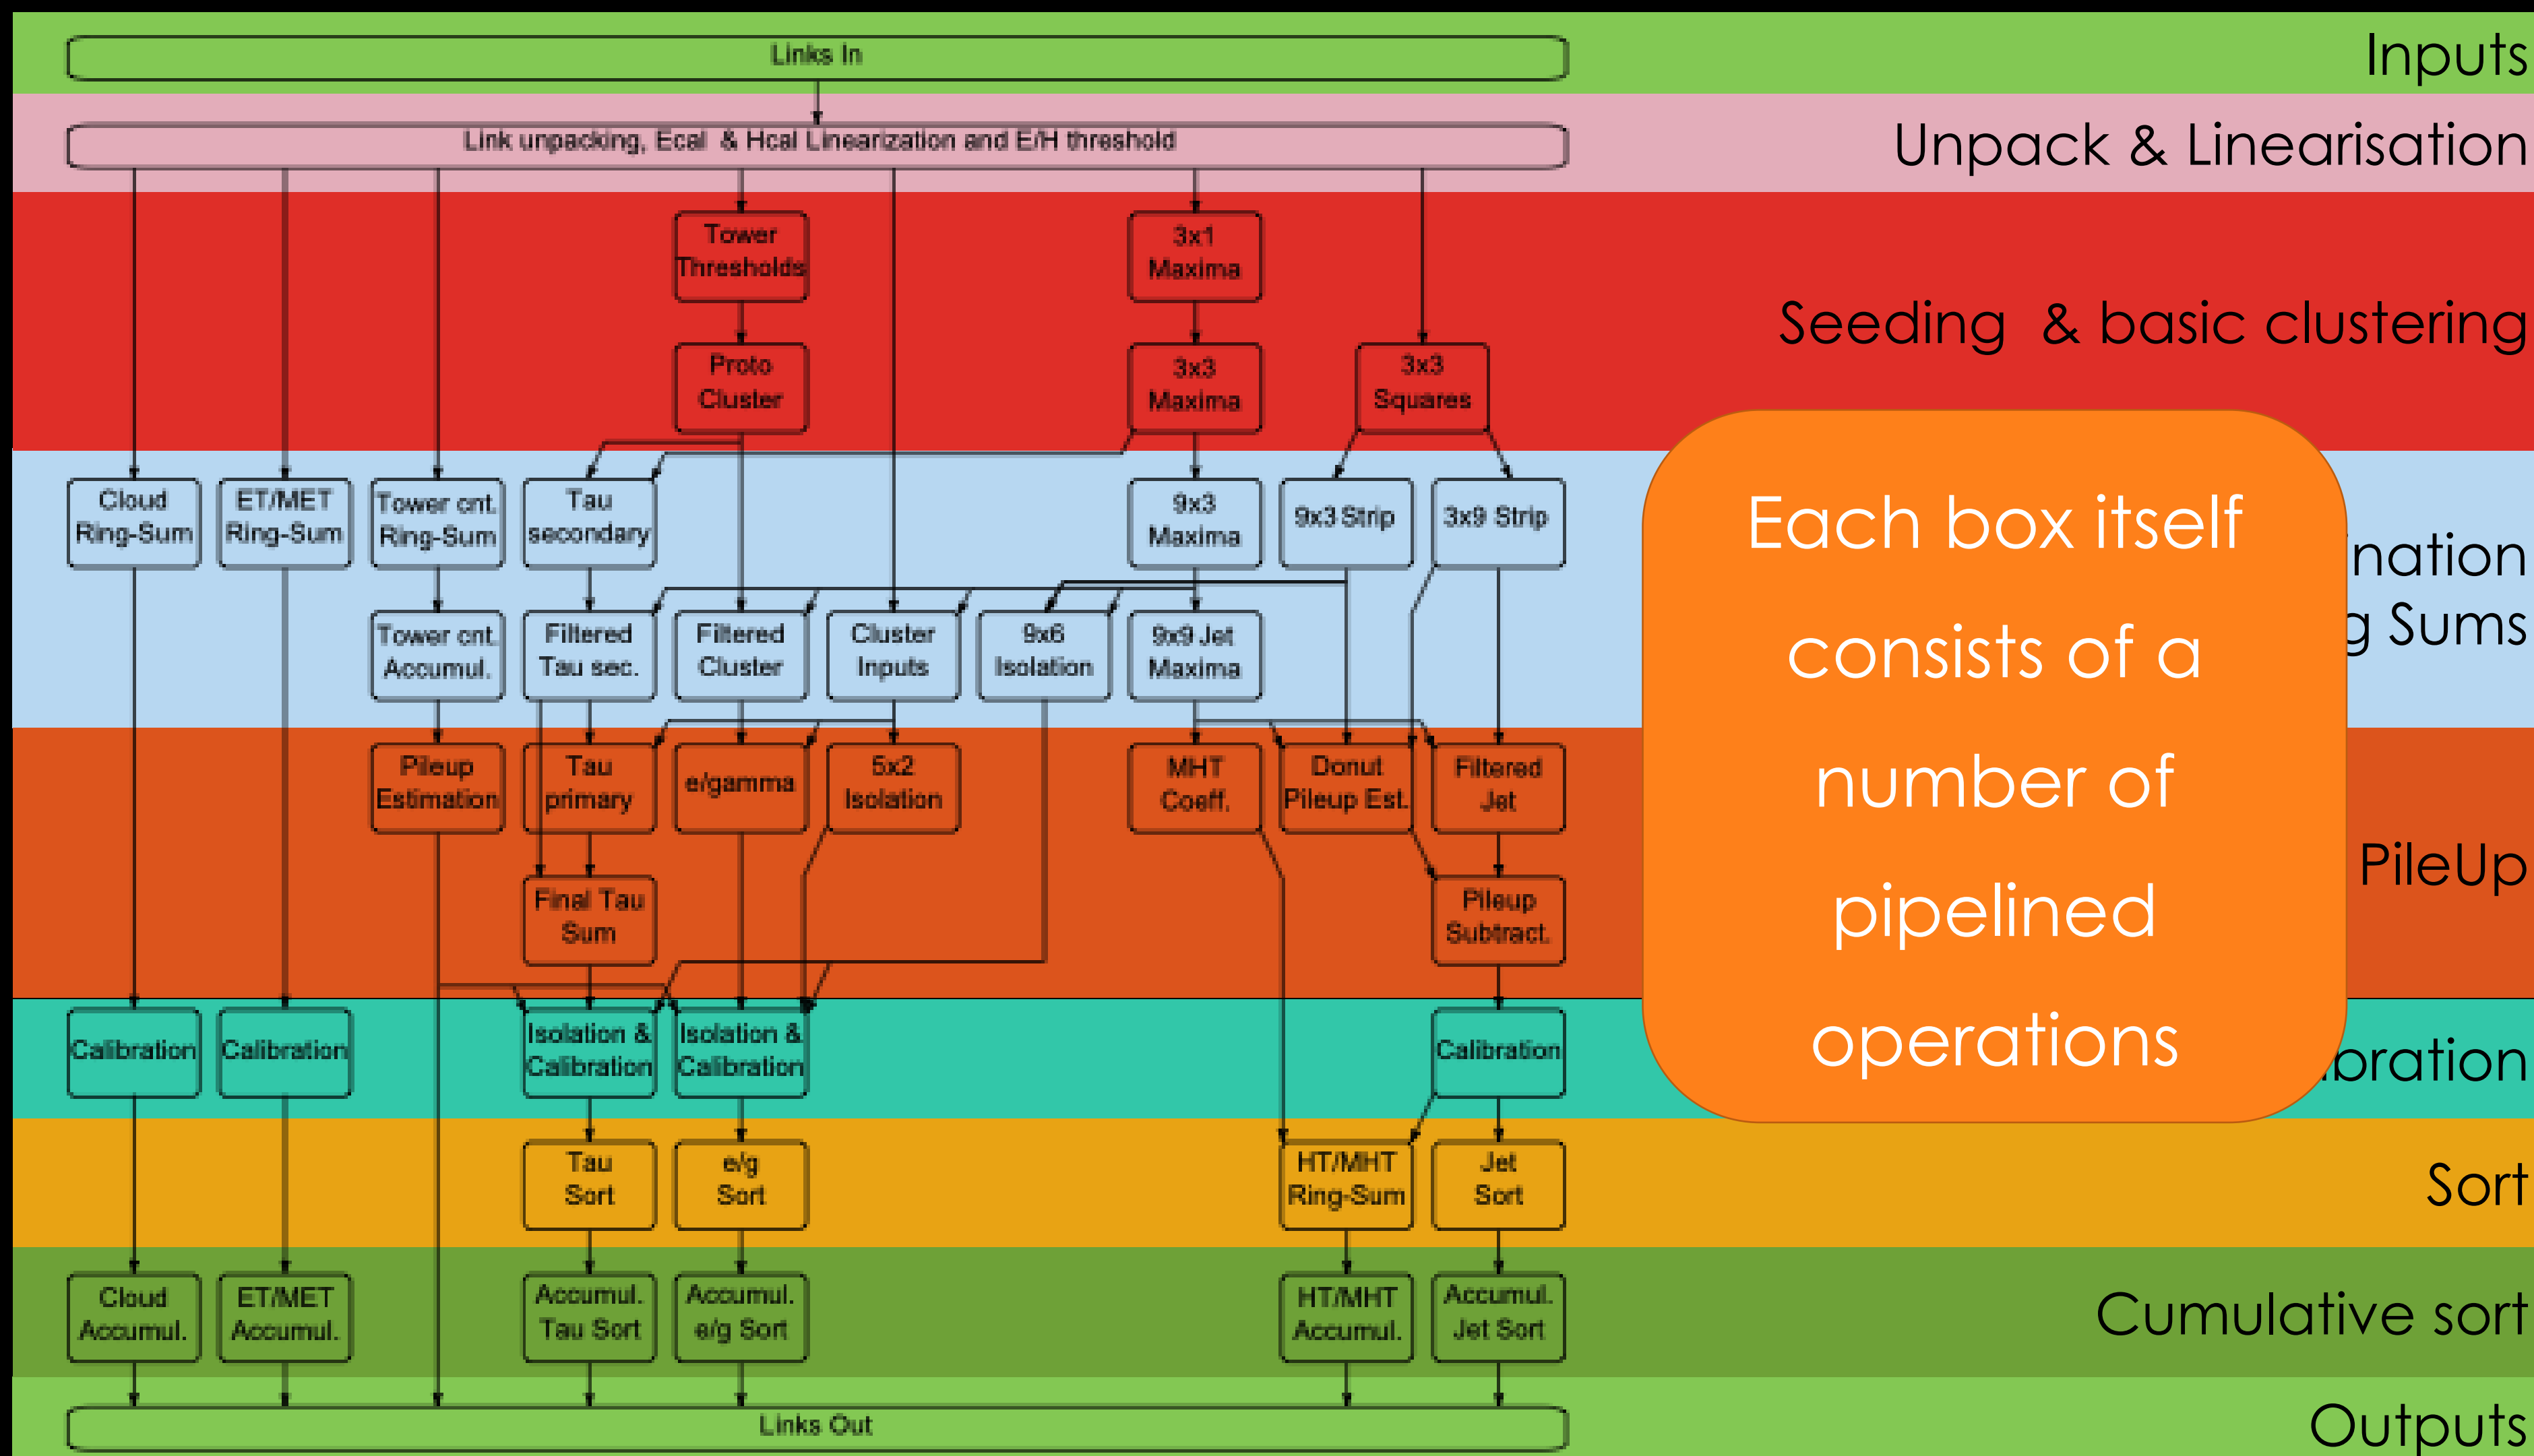 Links In
Inputs
Link unpacking, Ecal & Hcal Linearization and E/H threshold
Unpack & Linearisation
Tower
Thresholds
3x1
Maxima
Seeding & basic clustering
Proto
Cluster
3x3
Maxima
3x3
Squares
Cloud
Ring-Sum
ET/MET
Ring-Sum
Tower cnt.
Ring-Sum
Tau
secondary
9x3
Maxima
9x3 Strip
3x9 Strip
nation
g Sums
Tower cnt.
Accumul.
Filtered
Tau sec.
Filtered
Cluster
Cluster
Inputs
9x6
Isolation
9x9 Jet
Maxima
Pileup
Estimation
Tau
primary
e/gamma
5x2
Isolation
MHT
Coeff.
Donut
Pileup Est.
Filtered
Jet
PileUp
Final Tau
Sum
Pileup
Subtract.
Calibration
Calibration
Isolation &
Calibration
Isolation &
Calibration
Calibration
bration
Tau
Sort
e/g
Sort
HT/MHT
Ring-Sum
Jet
Sort
Sort
Cloud
Accumul.
ET/MET
Accumul.
Accumul.
Tau Sort
Accumul.
e/g Sort
HT/MHT
Accumul.
Accumul.
Jet Sort
Cumulative sort
Links Out
Outputs
Each box itself
consists of a
number of
pipelined
operations